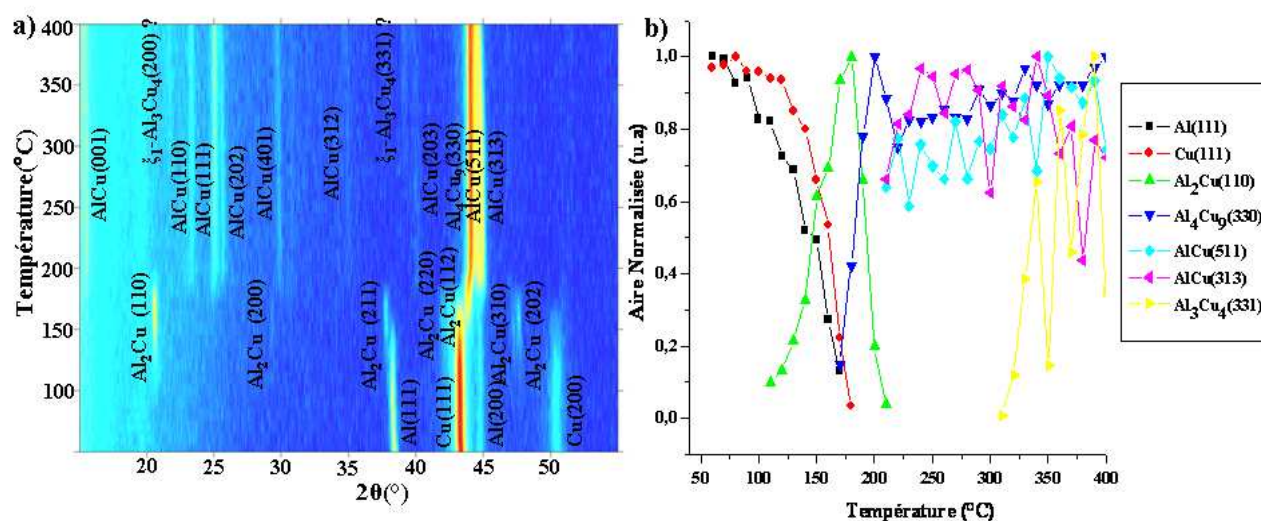 a)
Température(°C)
400
350
300
250
200
150
100
AlCu(001)
Al₂Cu (110)
ξ₁-Al₃Cu₄(200) ?
AlCu(110)
AlCu(111)
AlCu(202)
AlCu(401)
Al₂Cu (200)
AlCu(312)
ξ₁-Al₃Cu₄(331) ?
Al₂Cu (211)
Al(111)
AlCu(203)
Al₂Cu (220)
Cu(111)
Al₄Cu₉(330)
Al₂Cu(112)
AlCu(511)
AlCu(313)
Al(200)
Al₂Cu(310)
Al₂Cu (202)
Cu(200)
20 25 30 35 40 45 50
2θ(°)
b)
Aire Normalisée (u.a)
1,0
0,8
0,6
0,4
0,2
0,0
50 100 150 200 250 300 350 400
Température (°C)
Al(111)
Cu(111)
Al₂Cu(110)
Al₄Cu₉(330)
AlCu(511)
AlCu(313)
Al₃Cu₄(331)